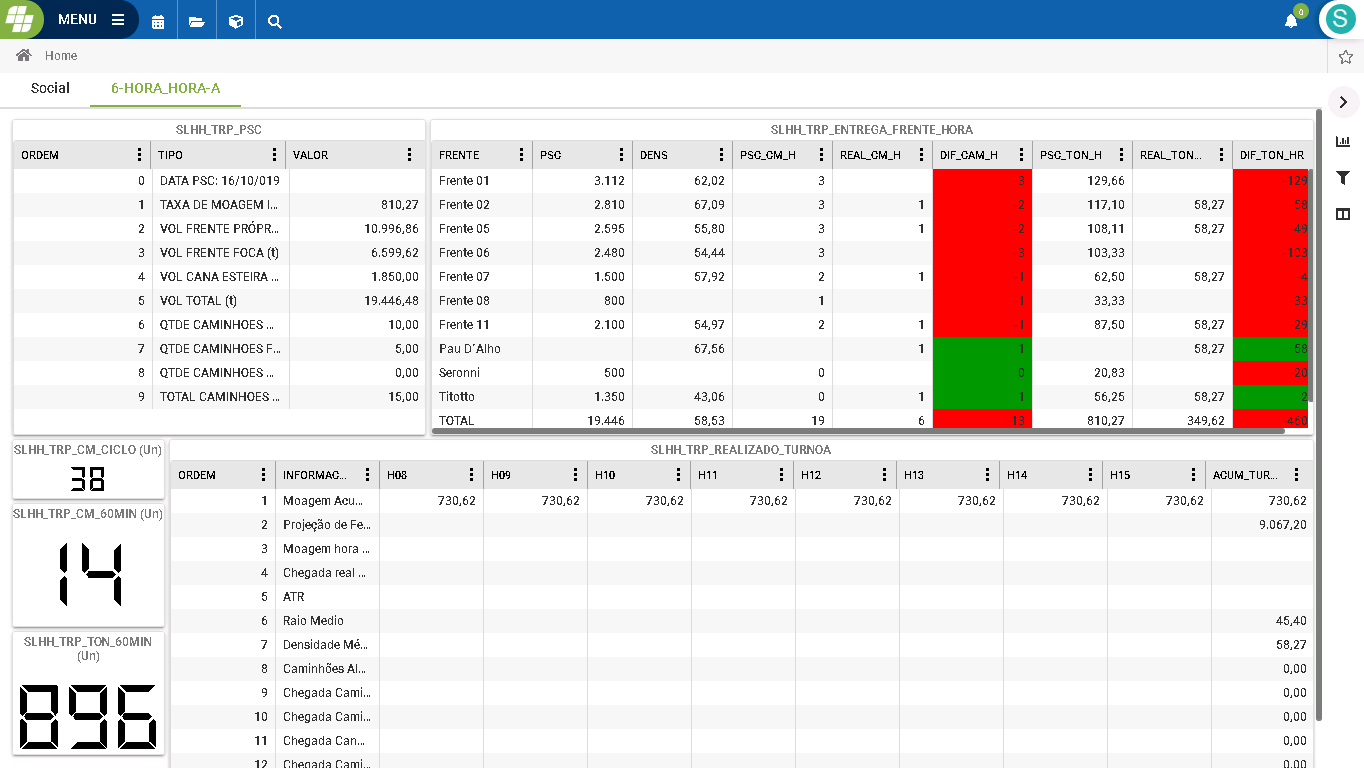 MENU
0
S
Home
Social 6-HORA_HORA-A
SLHH_TRP_PSC
ORDEM TIPO VALOR
0 DATA PSC: 16/10/019
1 TAXA DE MOAGEM I... 810,27
2 VOL FRENTE PRÓPR... 10.996,86
3 VOL FRENTE FOCA (t) 6.599,62
4 VOL CANA ESTEIRA ... 1.850,00
5 VOL TOTAL (t) 19.446,48
6 QTDE CAMINHOES ... 10,00
7 QTDE CAMINHOES F... 5,00
8 QTDE CAMINHOES ... 0,00
9 TOTAL CAMINHOES ... 15,00
SLHH_TRP_ENTREGA_FRENTE_HORA
FRENTE PSC DENS PSC_CM_H REAL_CM_H DIF_CAM_H PSC_TON_H REAL_TON... DIF_TON_HR
Frente 01 3.112 62,02 3 -3 129,66 -129
Frente 02 2.810 67,09 3 1 -2 117,10 58,27 -58
Frente 05 2.595 55,80 3 1 -2 108,11 58,27 -49
Frente 06 2.480 54,44 3 -3 103,33 -103
Frente 07 1.500 57,92 2 1 -1 62,50 58,27 -4
Frente 08 800 1 -1 33,33 -33
Frente 11 2.100 54,97 2 1 -1 87,50 58,27 -29
Pau D´Alho 67,56 1 1 58,27 58
Seronni 500 0 0 20,83 -20
Titotto 1.350 43,06 0 1 1 56,25 58,27 2
TOTAL 19.446 58,53 19 6 -13 810,27 349,62 -460
SLHH_TRP_CM_CICLO (Un)
38
SLHH_TRP_CM_60MIN (Un)
14
SLHH_TRP_TON_60MIN
(Un)
896
SLHH_TRP_REALIZADO_TURNOA
ORDEM INFORMAC... H08 H09 H10 H11 H12 H13 H14 H15 AGUM_TUR...
1 Moagem Acu... 730,62 730,62 730,62 730,62 730,62 730,62 730,62 730,62 730,62
2 Projeção de Fe... 9.067,20
3 Moagem hora ...
4 Chegada real ...
5 ATR
6 Raio Medio 45,40
7 Densidade Mé... 58,27
8 Caminhões Al... 0,00
9 Chegada Cami... 0,00
10 Chegada Cami... 0,00
11 Chegada Can... 0,00
12 Chegada Cami... 0,00